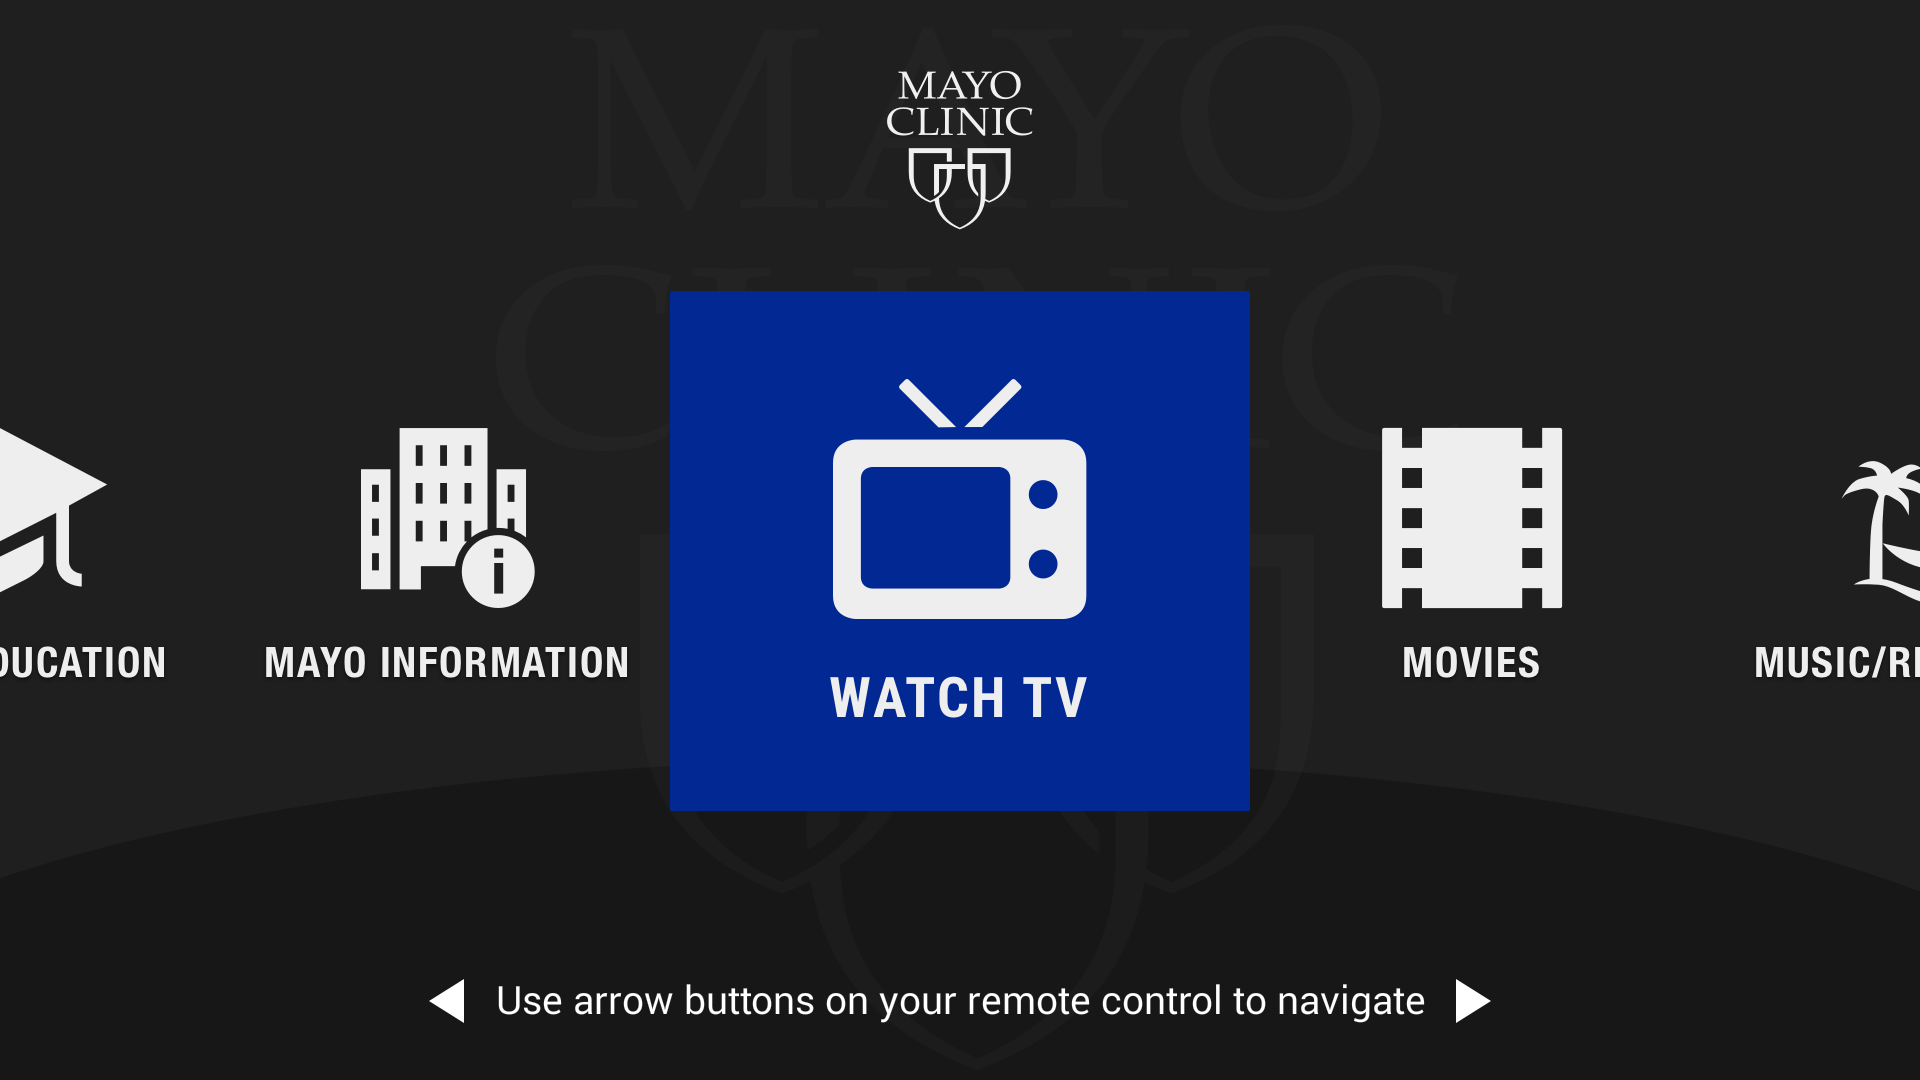 MAYO
CLINIC
MAYO INFORMATION
WATCH TV
MOVIES
Use arrow buttons on your remote control to navigate